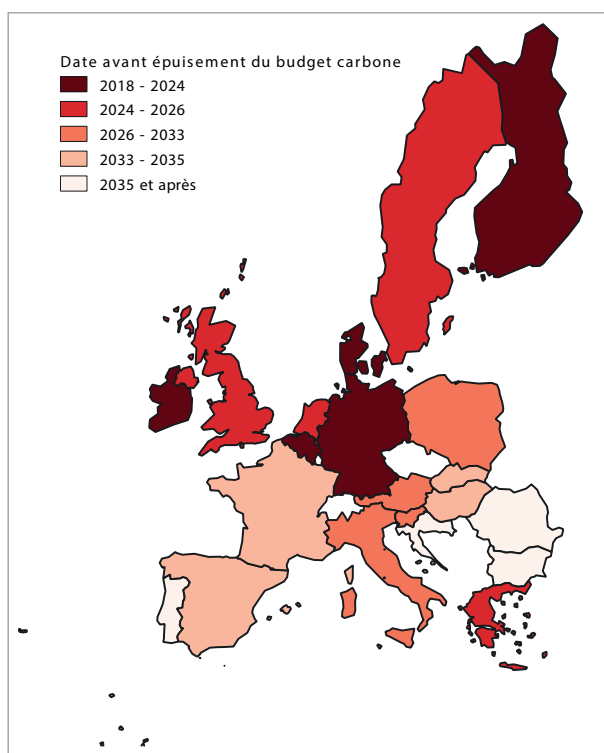 Date avant épuisement du budget carbone
2018 - 2024
2024 - 2026
2026 - 2033
2033 - 2035
2035 et après